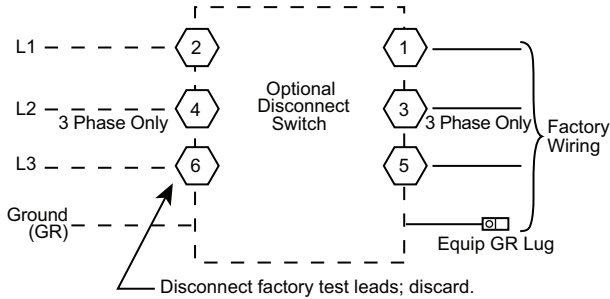 L1
2
1
L2
3 Phase Only
4
Optional
Disconnect
Switch
3
3 Phase Only
Factory
Wiring
L3
6
5
Ground
(GR)
Equip GR Lug
Disconnect factory test leads; discard.